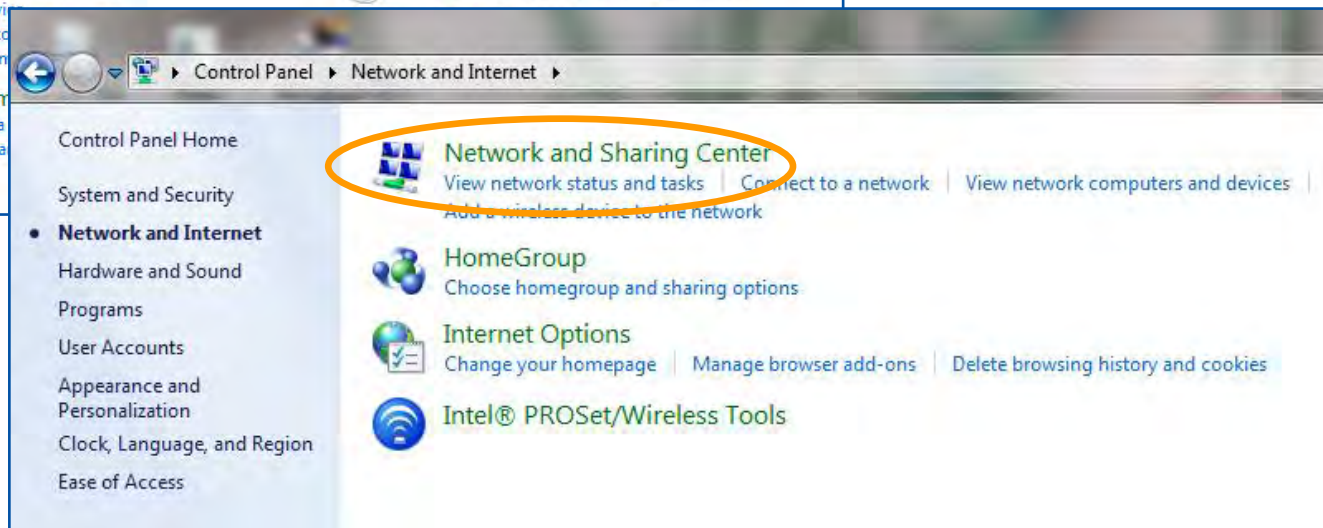 Control Panel ▸ Network and Internet ▸
Control Panel Home
System and Security
• Network and Internet
Hardware and Sound
Programs
User Accounts
Appearance and
Personalization
Clock, Language, and Region
Ease of Access
Network and Sharing Center
View network status and tasks | Connect to a network | View network computers and devices |
Add a wireless device to the network
HomeGroup
Choose homegroup and sharing options
Internet Options
Change your homepage | Manage browser add-ons | Delete browsing history and cookies
Intel® PROSet/Wireless Tools